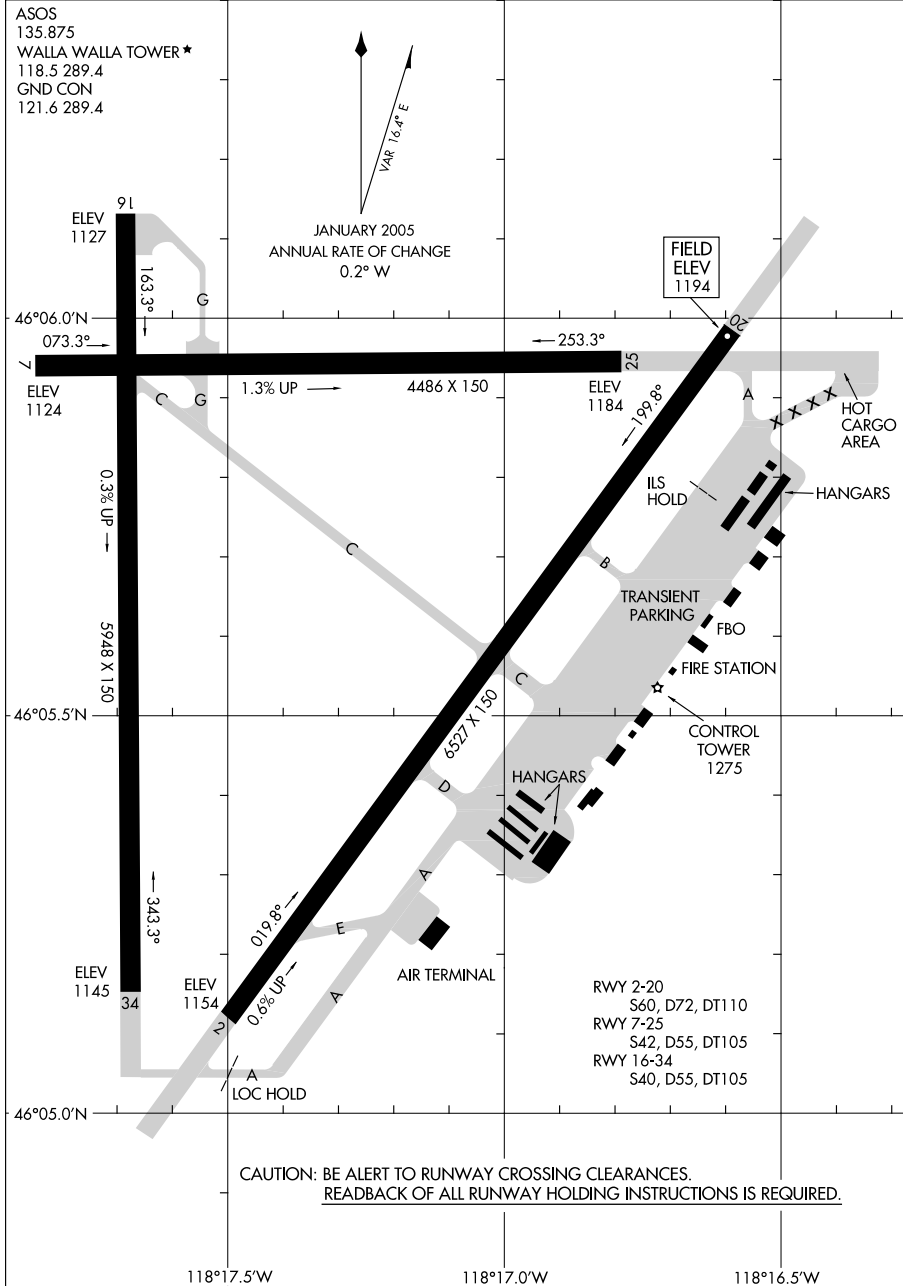 ASOS
135.875
WALLA WALLA TOWER ★
118.5 289.4
GND CON
121.6 289.4
VAR 16.4° E
JANUARY 2005
ANNUAL RATE OF CHANGE
0.2° W
16
ELEV
1127
163.3°
G
FIELD
ELEV
1194
20
46°06.0'N
073.3°
253.3°
7
25
ELEV
1124
1.3% UP
4486 X 150
ELEV
1184
C
G
199.8°
A
X X X X
HOT
CARGO
AREA
0.3% UP
ILS
HOLD
HANGARS
C
B
TRANSIENT
PARKING
FBO
5948 X 150
FIRE STATION
C
46°05.5'N
6527 X 150
CONTROL
TOWER
1275
D
HANGARS
343.3°
A
019.8°
E
AIR TERMINAL
ELEV
1145
34
ELEV
1154
0.6% UP
A
2
RWY 2-20
S60, D72, DT110
RWY 7-25
S42, D55, DT105
RWY 16-34
S40, D55, DT105
A
LOC HOLD
46°05.0'N
CAUTION: BE ALERT TO RUNWAY CROSSING CLEARANCES.
READBACK OF ALL RUNWAY HOLDING INSTRUCTIONS IS REQUIRED.
118°17.5'W
118°17.0'W
118°16.5'W